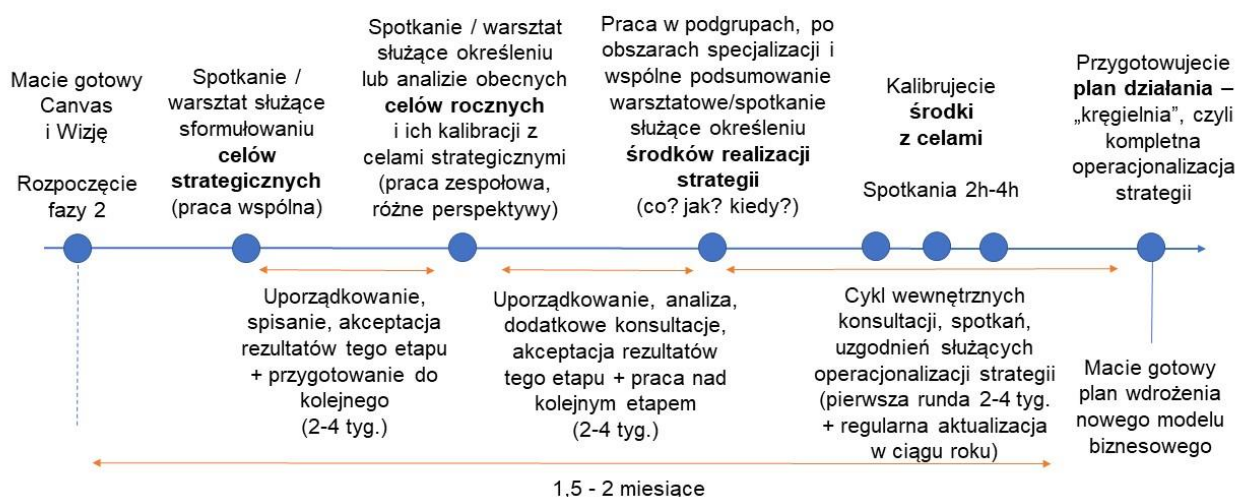 Macie gotowy
Canvas
i Wizję
Rozpoczęcie
fazy 2
Spotkanie /
warsztat służące
sformułowaniu
celów
strategicznych
(praca wspólna)
Spotkanie / warsztat
służące określeniu
lub analizie obecnych
celów rocznych
i ich kalibracji z
celami strategicznymi
(praca zespołowa,
różne perspektywy)
Praca w podgrupach, po
obszarach specjalizacji i
wspólne podsumowanie
warsztatowe/spotkanie
służące określeniu
środków realizacji
strategii
(co? jak? kiedy?)
Kalibrujecie
środki
z celami
Spotkania 2h-4h
Przygotowujecie
plan działania –
„kręgielnia”, czyli
kompletna
operacjonalizacja
strategii
Uporządkowanie,
spisanie, akceptacja
rezultatów tego etapu
+ przygotowanie do
kolejnego
(2-4 tyg.)
Uporządkowanie, analiza,
dodatkowe konsultacje,
akceptacja rezultatów
tego etapu + praca nad
kolejnym etapem
(2-4 tyg.)
Cykl wewnętrznych
konsultacji, spotkań,
uzgodnień służących
operacjonalizacji strategii
(pierwsza runda 2-4 tyg.
+ regularna aktualizacja
w ciągu roku)
Macie gotowy
plan wdrożenia
nowego modelu
biznesowego
1,5 - 2 miesiące